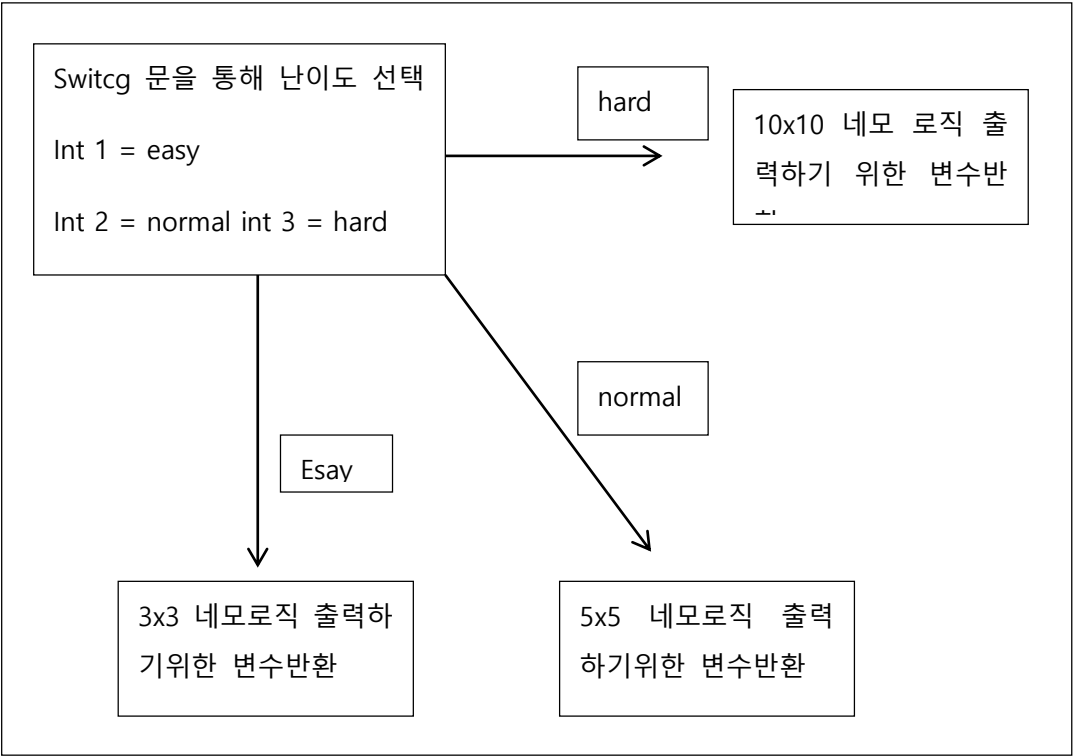 Switcg 문을 통해 난이도 선택
Int 1 = easy
Int 2 = normal int 3 = hard
hard
10x10 네모 로직 출
력하기 위한 변수반
normal
Esay
3x3 네모로직 출력하
기위한 변수반환
5x5 네모로직 출력
하기위한 변수반환